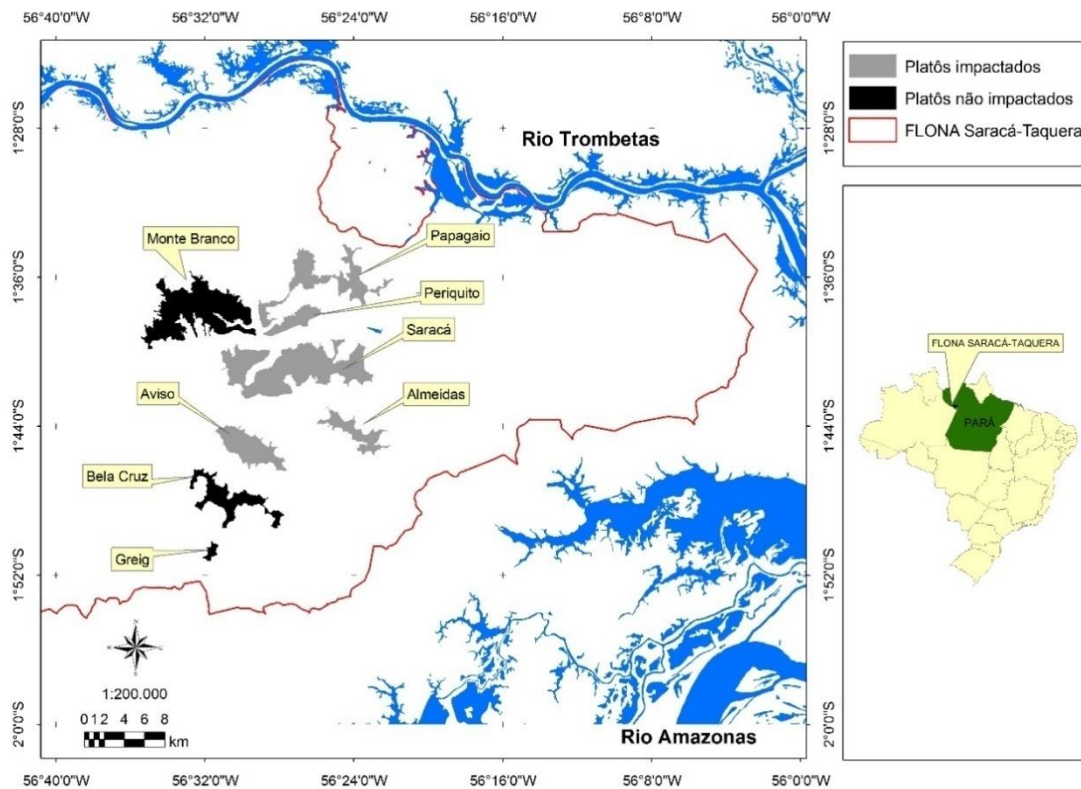 56°40'0"W 56°32'0"W 56°24'0"W 56°16'0"W 56°8'0"W 56°0'0"W
Platôs impactados
Platôs não impactados
FLONA Saracá-Taquera
1°28'0"S
1°28'0"S
Rio Trombetas
Monte Branco
Papagaio
1°36'0"S
1°36'0"S
Periquito
Saracá
Aviso
Almeidas
1°44'0"S
1°44'0"S
Bela Cruz
Greig
1°52'0"S
1°52'0"S
FLONA SARACÁ-TAQUERA
PARÁ
N
1:200.000
0 1 2 4 6 8
km
2°0'0"S
2°0'0"S
Rio Amazonas
56°40'0"W 56°32'0"W 56°24'0"W 56°16'0"W 56°8'0"W 56°0'0"W